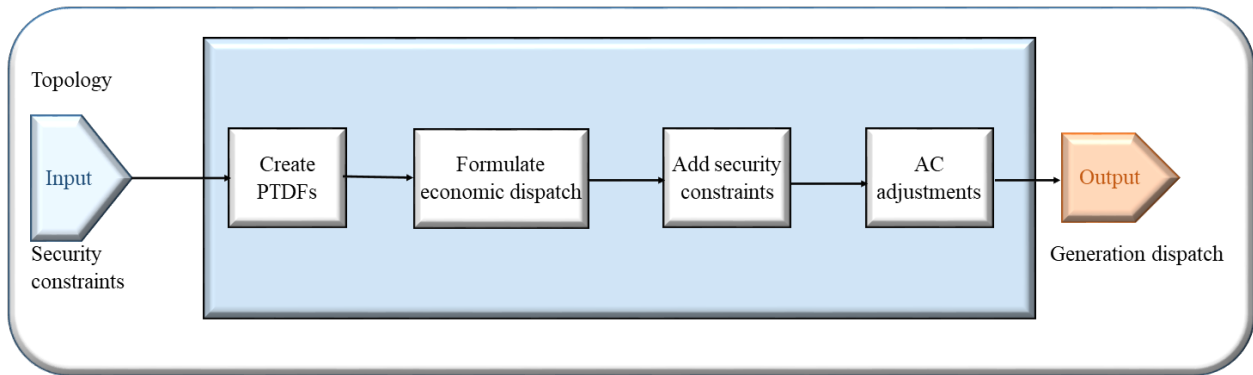 Topology
Input
Security
constraints
Create
PTDFs
Formulate
economic dispatch
Add security
constraints
AC
adjustments
Output
Generation dispatch